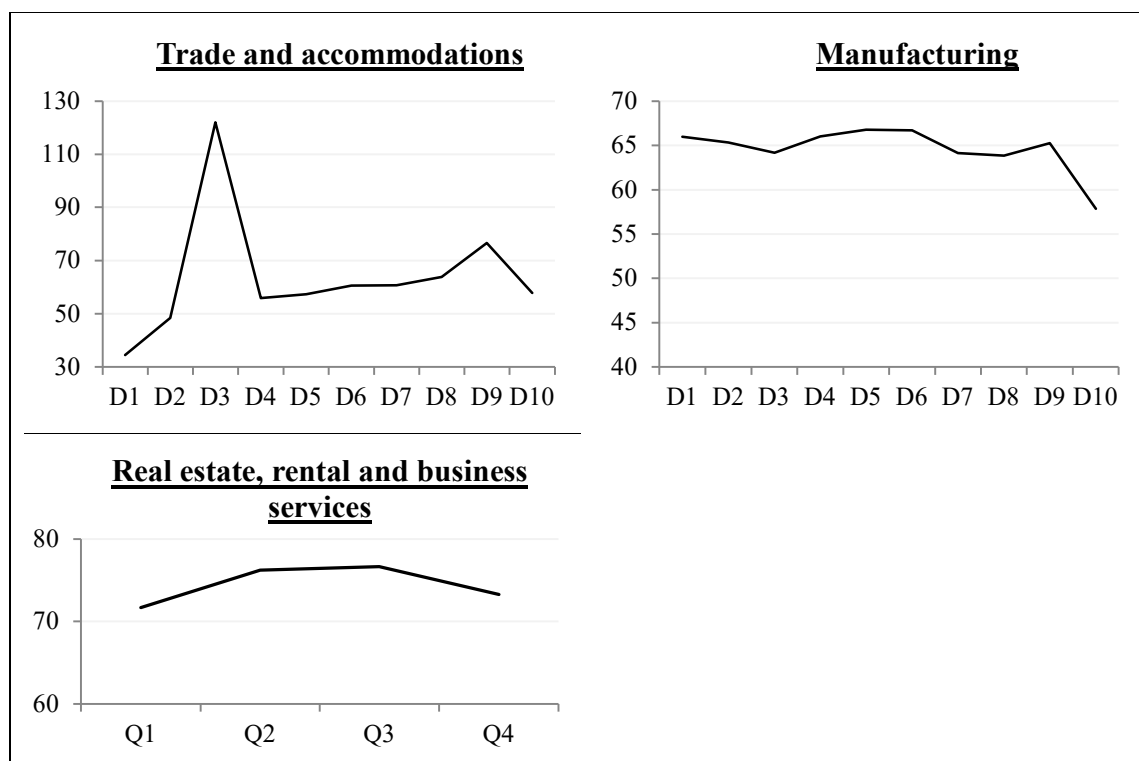 Trade and accommodations
130
110
90
70
50
30
D1 D2 D3 D4 D5 D6 D7 D8 D9 D10
Manufacturing
70
65
60
55
50
45
40
D1 D2 D3 D4 D5 D6 D7 D8 D9 D10
Real estate, rental and business
services
80
70
60
Q1 Q2 Q3 Q4